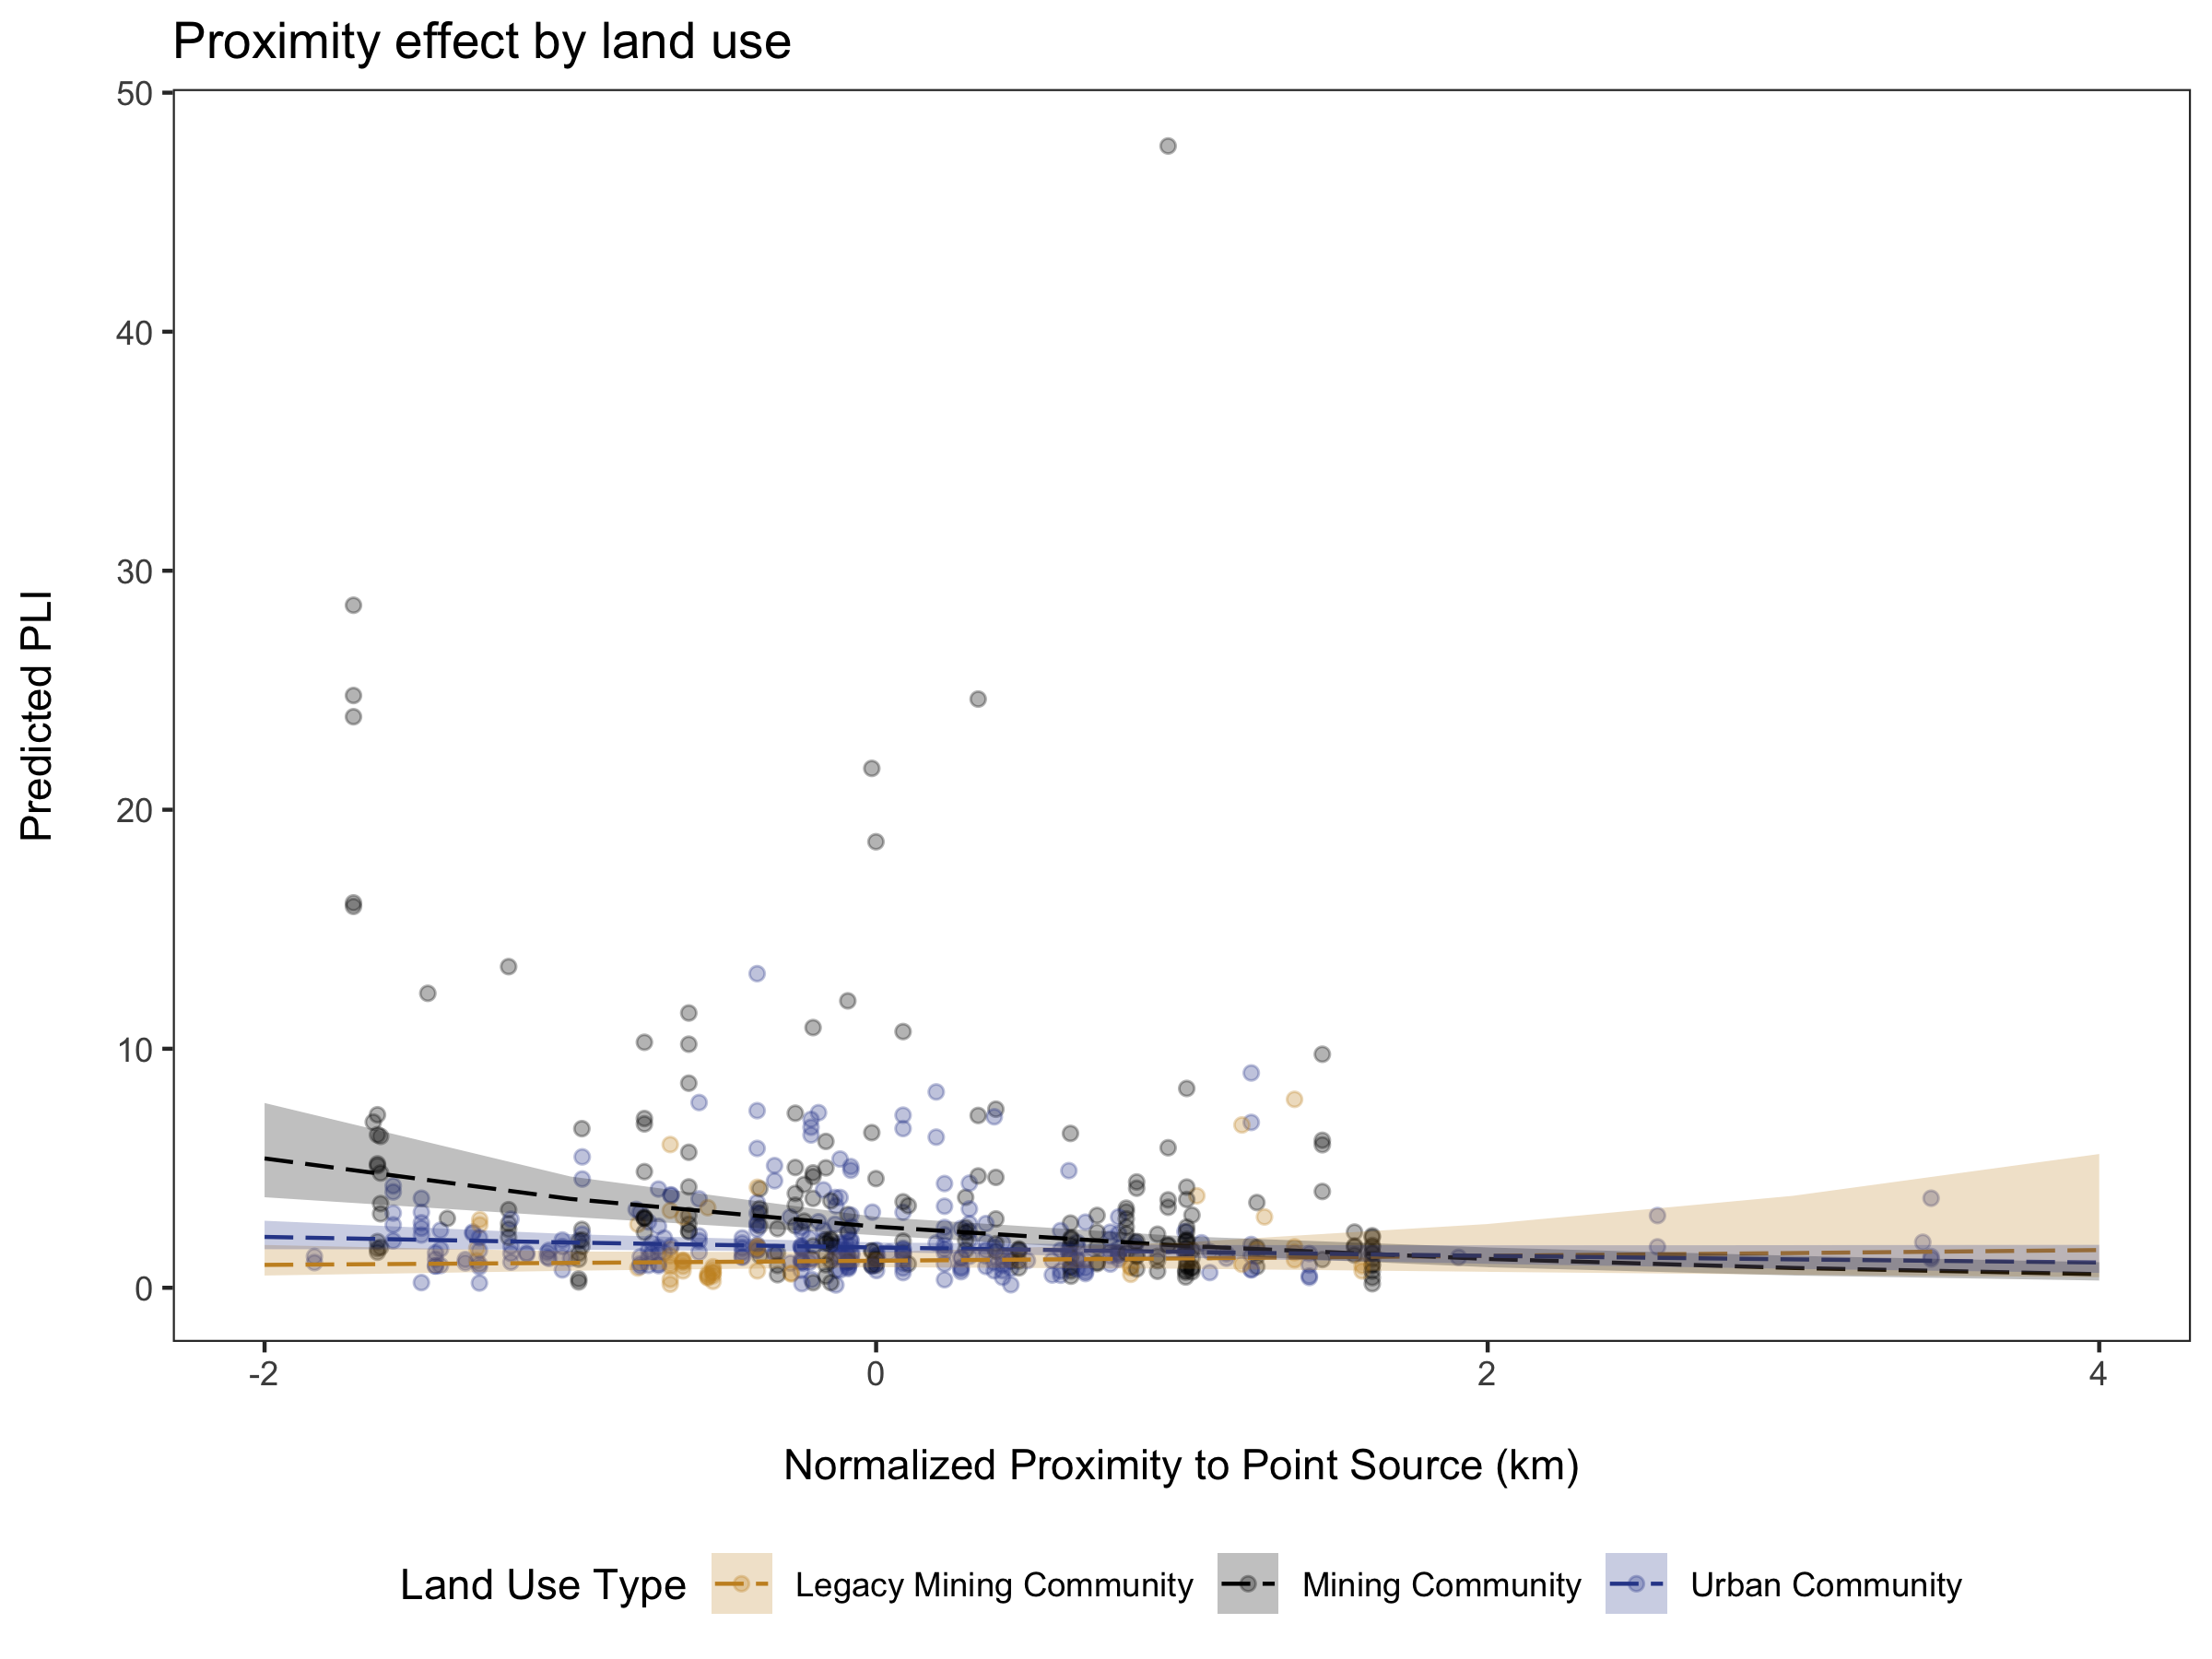 Proximity effect by land use
50
40
30
20
10
0
Predicted PLI
-2 0 2 4
Normalized Proximity to Point Source (km)
Land Use Type Legacy Mining Community Mining Community Urban Community